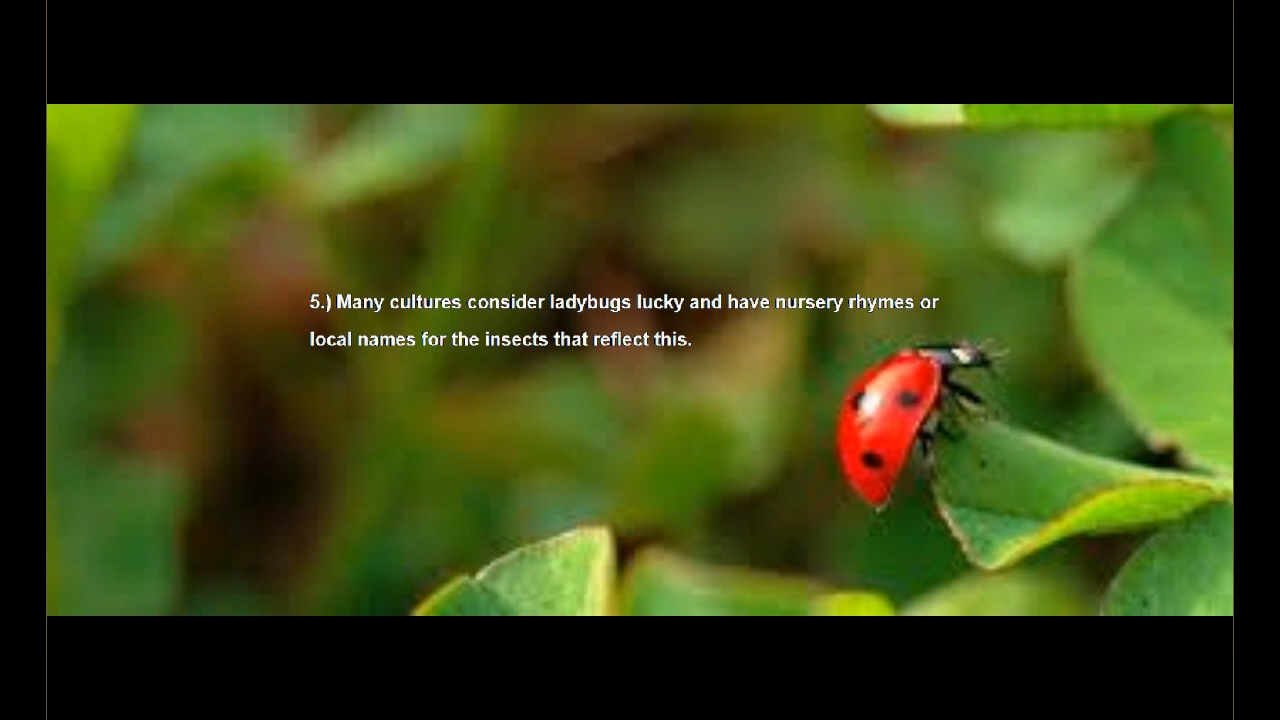 5.) Many cultures consider ladybugs lucky and have nursery rhymes or
local names for the insects that reflect this.